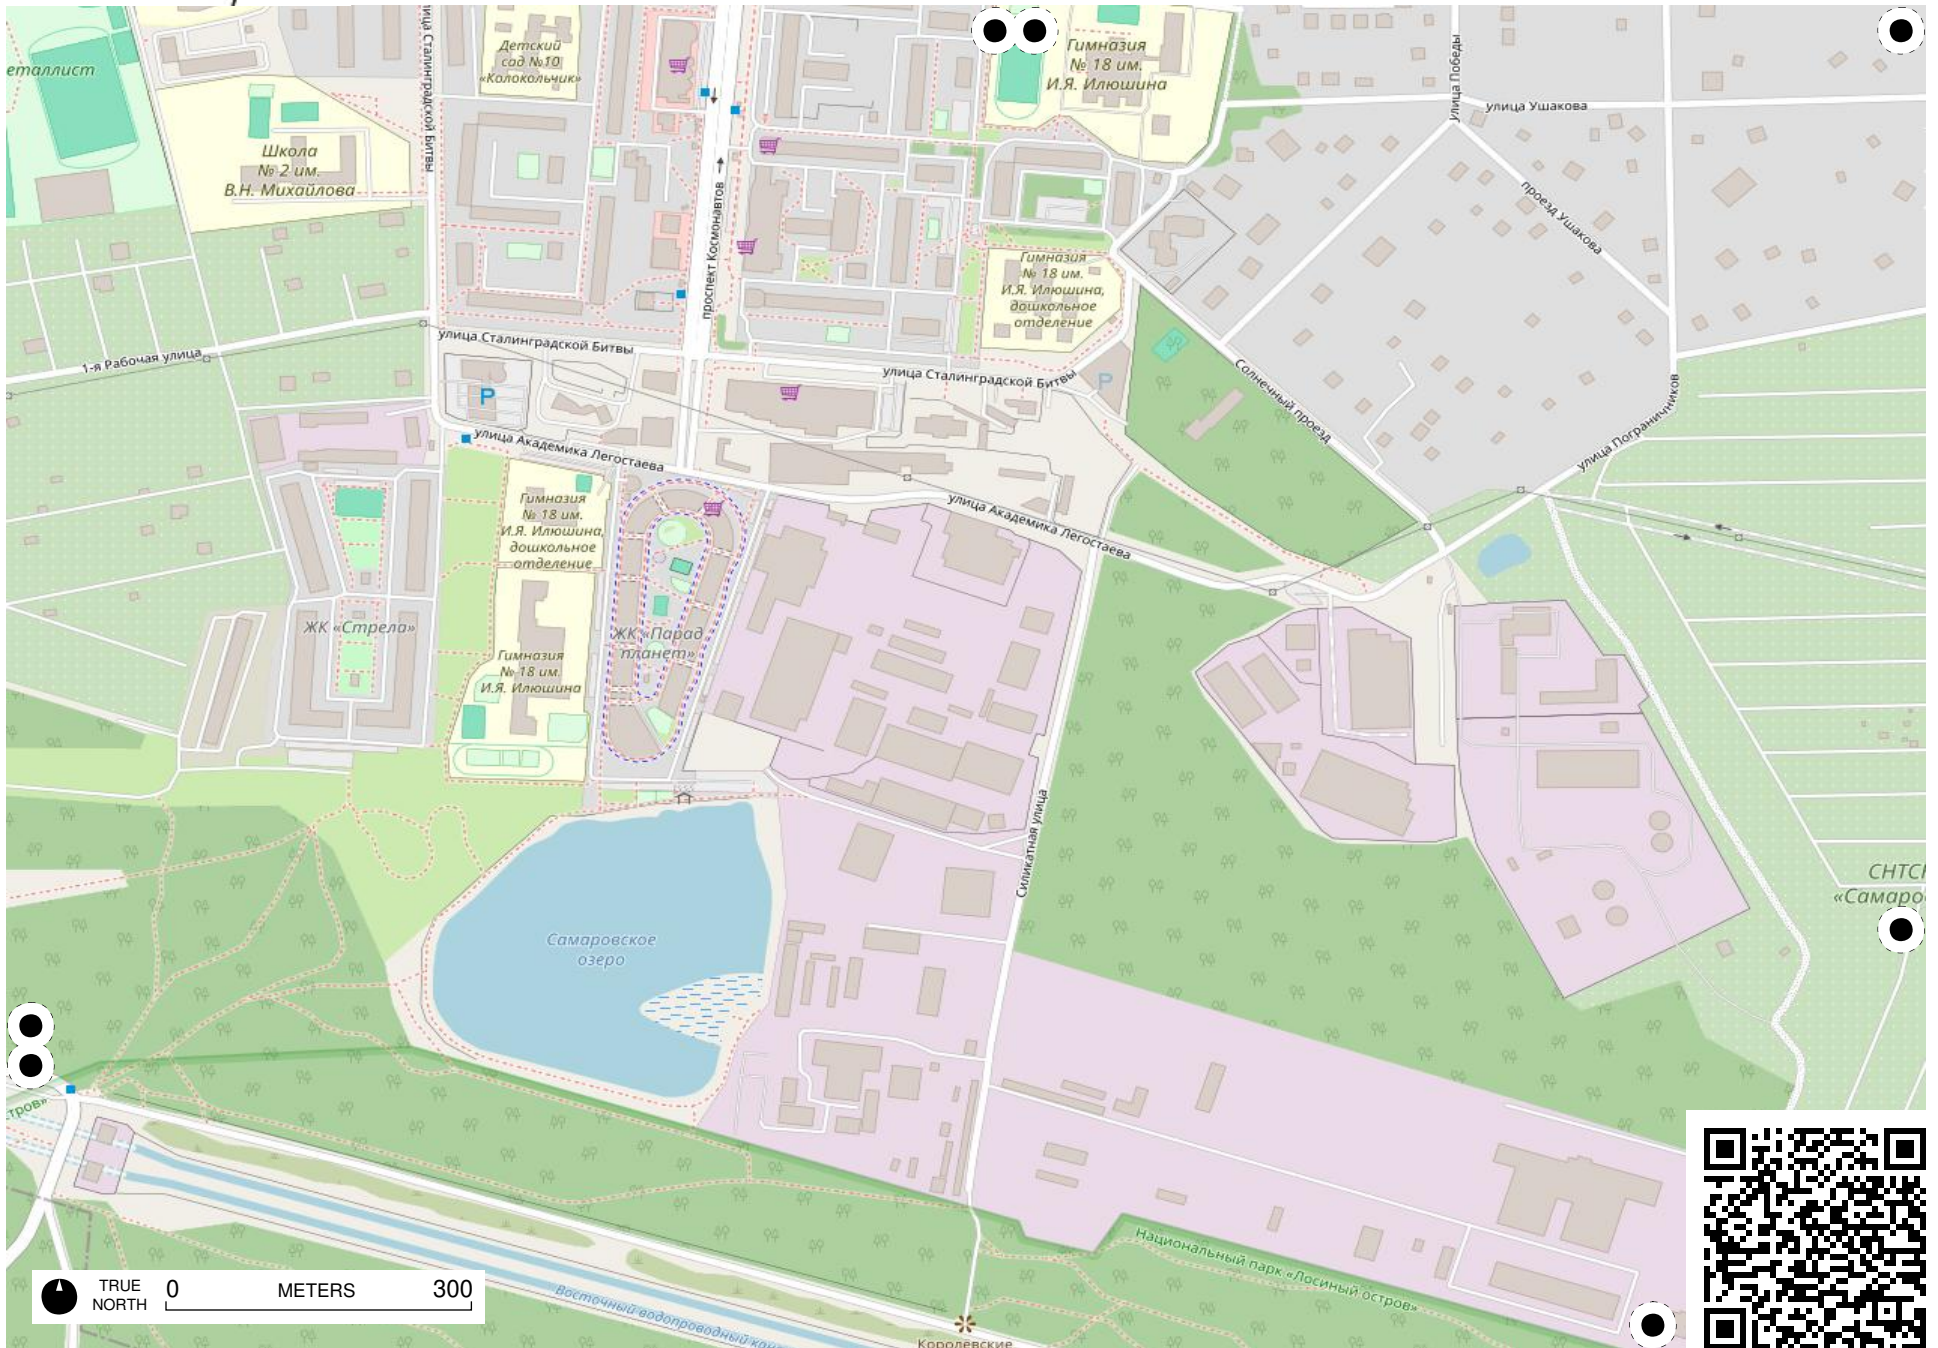 Детский
сад №10
«Колокольчик»
Гимназия
№ 18 им.
И.Я. Илюшина
улица Сталинградской Битвы
улица Победы
улица Ушакова
еталлист
Школа
№ 2 им.
В.Н. Михайлова
проспект Космонавтов
проезд Ушакова
Гимназия
№ 18 им.
И.Я. Илюшина,
дошкольное
отделение
1-я Рабочая улица
улица Сталинградской Битвы
улица Сталинградской Битвы
P
P
Солнечный проезд
улица Пограничников
улица Академика Легостаева
улица Академика Легостаева
Гимназия
№ 18 им.
И.Я. Илюшина,
дошкольное
отделение
ЖК «Стрела»
ЖК «Парад
планет»
Гимназия
№ 18 им.
И.Я. Илюшина
Силикатная улица
Самаровское
озеро
«Самаро
тров»
Национальный парк «Лосиный остров»
Восточный водопроводный кан
Королёвские
TRUE
NORTH
0 METERS 300